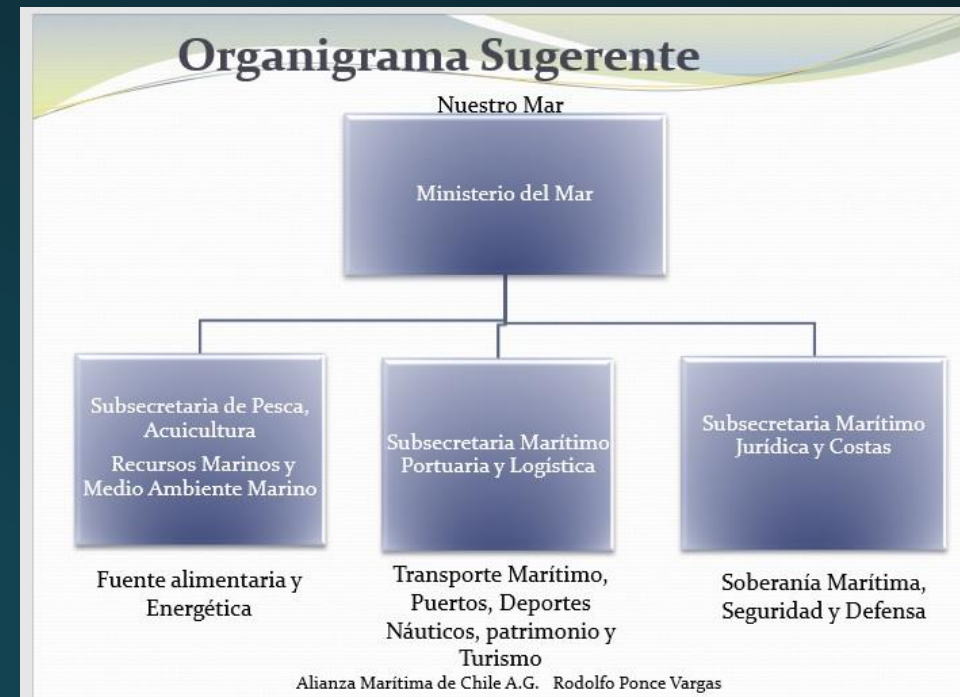 Organigrama Sugerente
Nuestro Mar
Ministerio del Mar
Subsecretaria de Pesca,
Acuicultura
Recursos Marinos y
Medio Ambiente Marino
Subsecretaria Marítimo
Portuaria y Logística
Subsecretaria Marítimo
Jurídica y Costas
Fuente alimentaria y
Energética
Transporte Marítimo,
Puertos, Deportes
Náuticos, patrimonio y
Turismo
Soberanía Marítima,
Seguridad y Defensa
Alianza Marítima de Chile A.G. Rodolfo Ponce Vargas